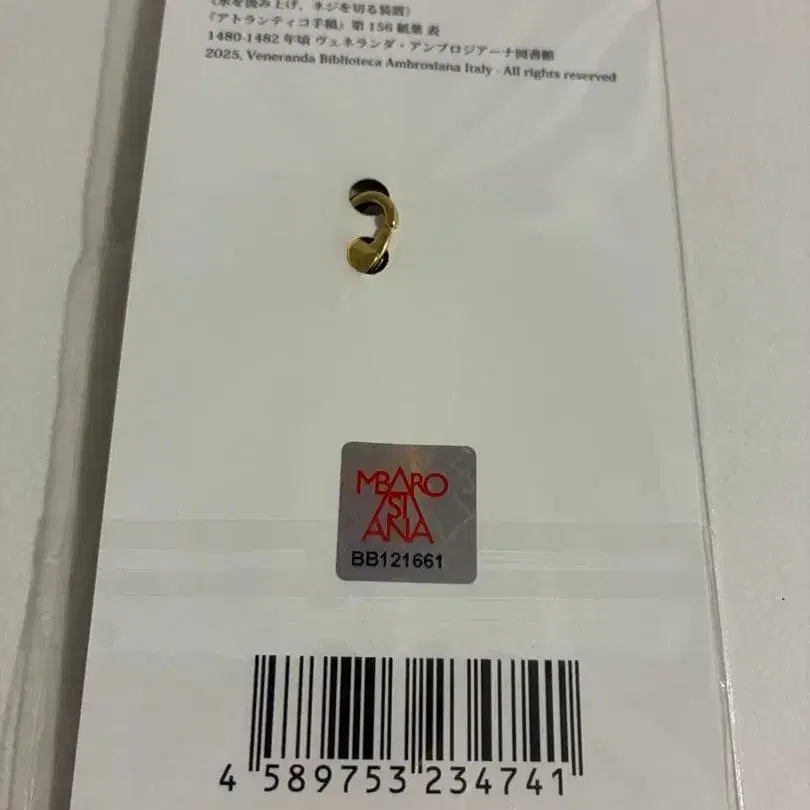 《水を汲み上げ，ネジを切る装置》
『アトランティコ手稿』第 156 紙葉 表
1480-1482 年頃 ヴェネランダ・アンブロジアーナ図書館
2025, Veneranda Biblioteca Ambrosiana Italy - All rights reserved
MBARO
SI
ANA
BB121661
4 589753 234741